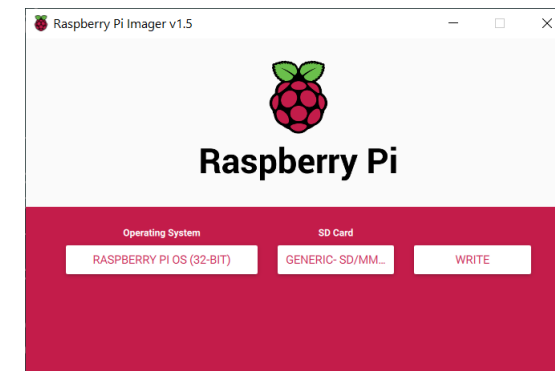 Raspberry Pi Imager v1.5
Raspberry Pi
Operating System
SD Card
RASPBERRY PI OS (32-BIT)
GENERIC- SD/MM...
WRITE